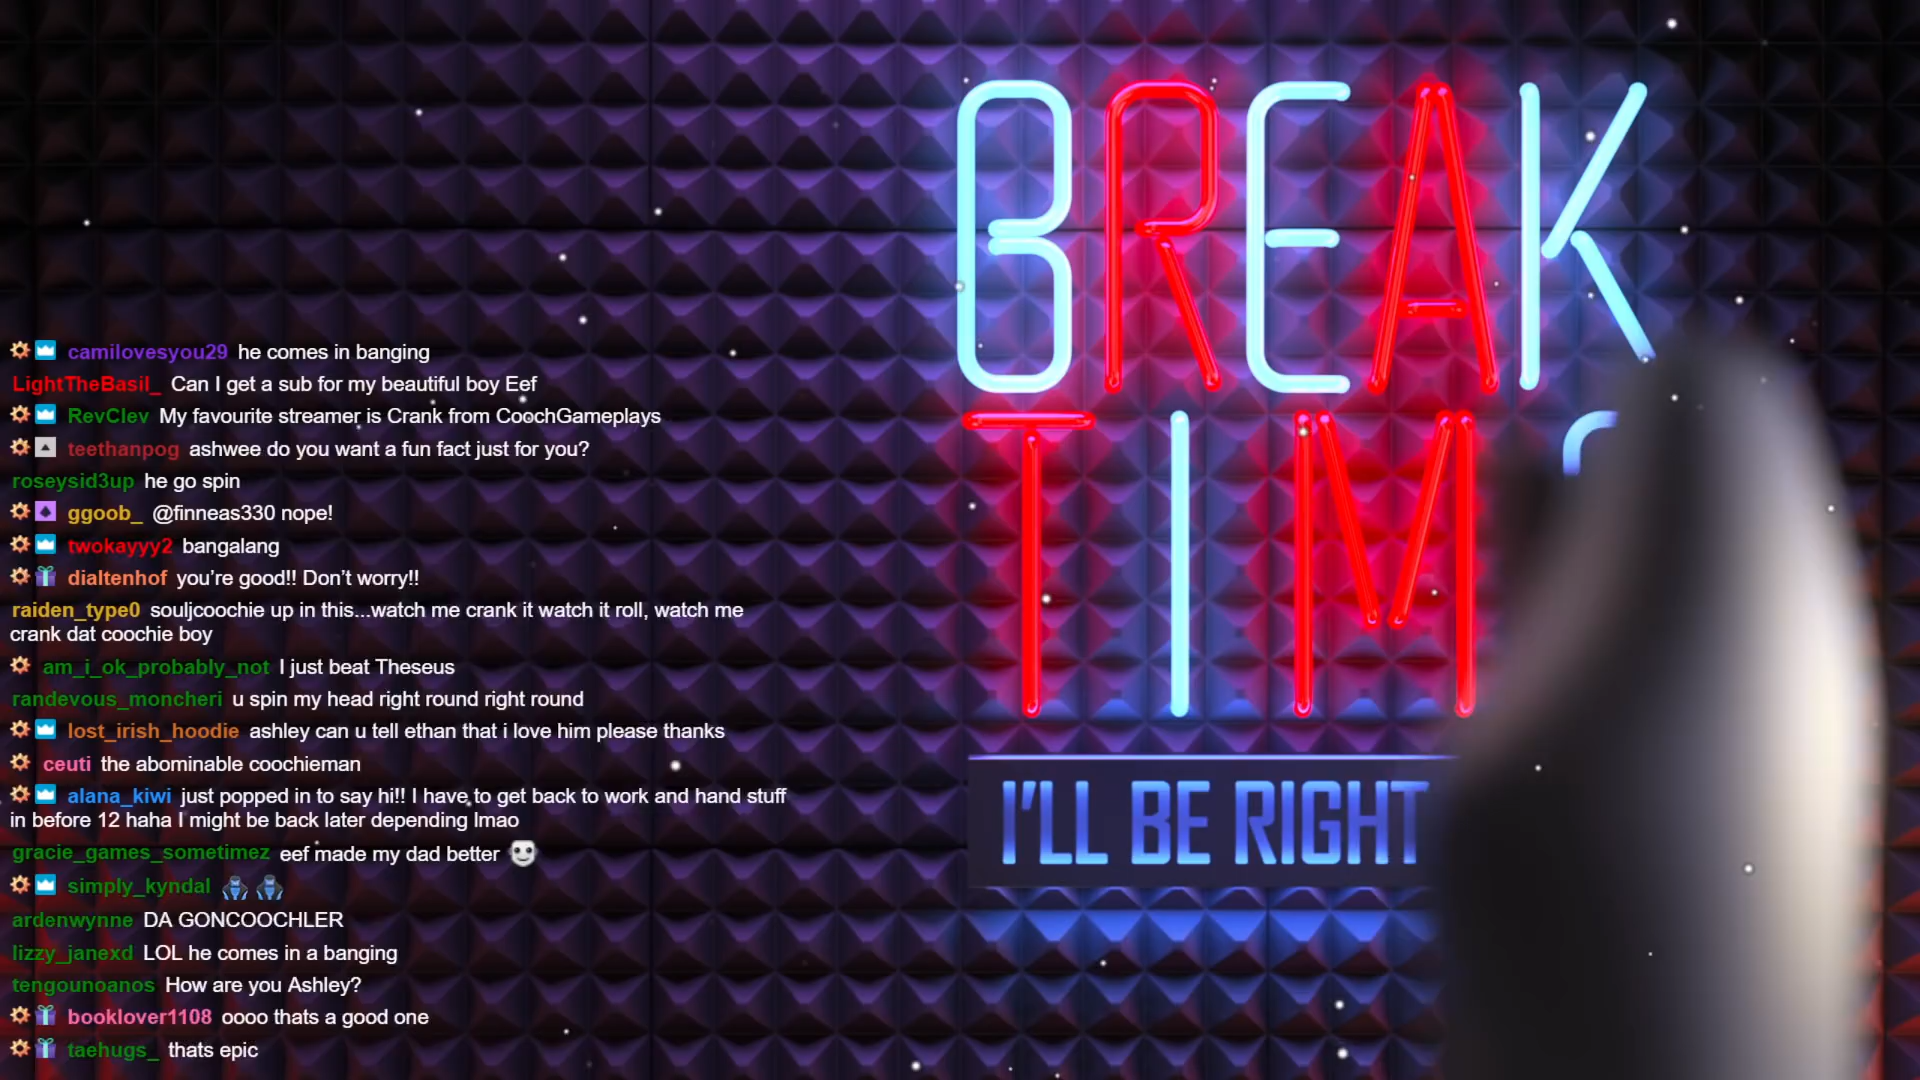 BREAK
TIM
I'LL BE RIGHT
camilovesyou29 he comes in banging
LightTheBasil_ Can I get a sub for my beautiful boy Eef
RevClev My favourite streamer is Crank from CoochGameplays
teethanpog ashwee do you want a fun fact just for you?
roseysid3up he go spin
ggoob_ @finneas330 nope!
twokayyy2 bangalang
dialtenhof you're good!! Don't worry!!
raiden_type0 souljcoochie up in this...watch me crank it watch it roll, watch me
crank dat coochie boy
am_i_ok_probably_not I just beat Theseus
randevous_moncheri u spin my head right round right round
lost_irish_hoodie ashley can u tell ethan that i love him please thanks
ceuti the abominable coochieman
alana_kiwi just popped in to say hi!! I have to get back to work and hand stuff
in before 12 haha I might be back later depending lmao
gracie_games_sometimez eef made my dad better
simply_kyndal
ardenwynne DA GONCOOCHLER
lizzy_janexd LOL he comes in a banging
tengounoanos How are you Ashley?
booklover1108 oooo thats a good one
taehugs_ thats epic